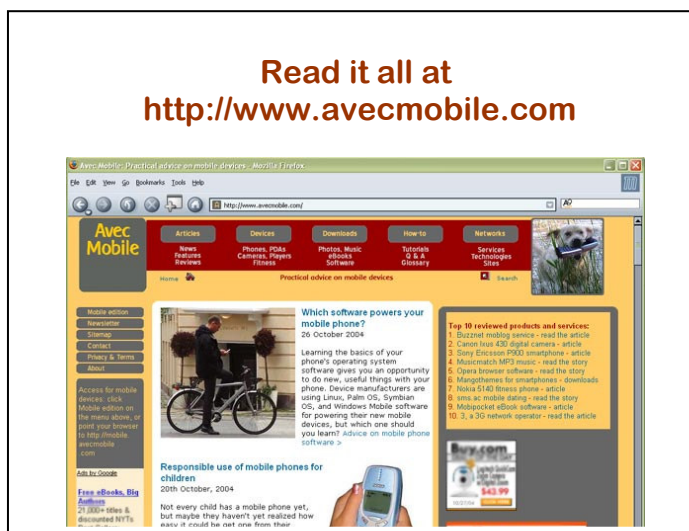 Read it all at
http://www.avecmobile.com
Avec Mobile: Practical advice on mobile devices - Mozilla Firefox
File Edit View Go Bookmarks Tools Help
http://www.avecmobile.com/
Avec
Mobile
Articles Devices Downloads How-to Networks
News Phones, PDAs Photos, Music Tutorials Services
Features Cameras, Players eBooks Q & A Technologies
Reviews Fitness Software Glossary Sites
Home Practical advice on mobile devices Search
Mobile edition
Newsletter
Sitemap
Contact
Privacy & Terms
About
Access for mobile
devices: click
Mobile edition on
the menu above, or
point your browser
to http://mobile.
avecmobile
.com
Ads by Google
Free eBooks, Big
Authors
21,000+ titles &
discounted NYTs
Which software powers your
mobile phone?
26 October 2004
Learning the basics of your
phone's operating system
software gives you an opportunity
to do new, useful things with your
phone. Device manufacturers are
using Linux, Palm OS, Symbian
OS, and Windows Mobile software
for powering their new mobile
devices, but which one should
you learn? Advice on mobile phone
software >
Responsible use of mobile phones for
children
20th October, 2004
Not every child has a mobile phone yet,
but maybe they haven't yet realized how
easy it could be get one from their
Top 10 reviewed products and services:
1. Buzznet moblog service - read the article
2. Canon Ixus 430 digital camera - article
3. Sony Ericsson P900 smartphone - article
4. Musicmatch MP3 music - read the story
5. Opera browser software - read the story
6. Mangothemes for smartphones - downloads
7. Nokia 5140 fitness phone - article
8. sms.ac mobile dating - read the story
9. Mobipocket eBook software - article
10. 3, a 3G network operator - read the article
Buy.com
$43.99